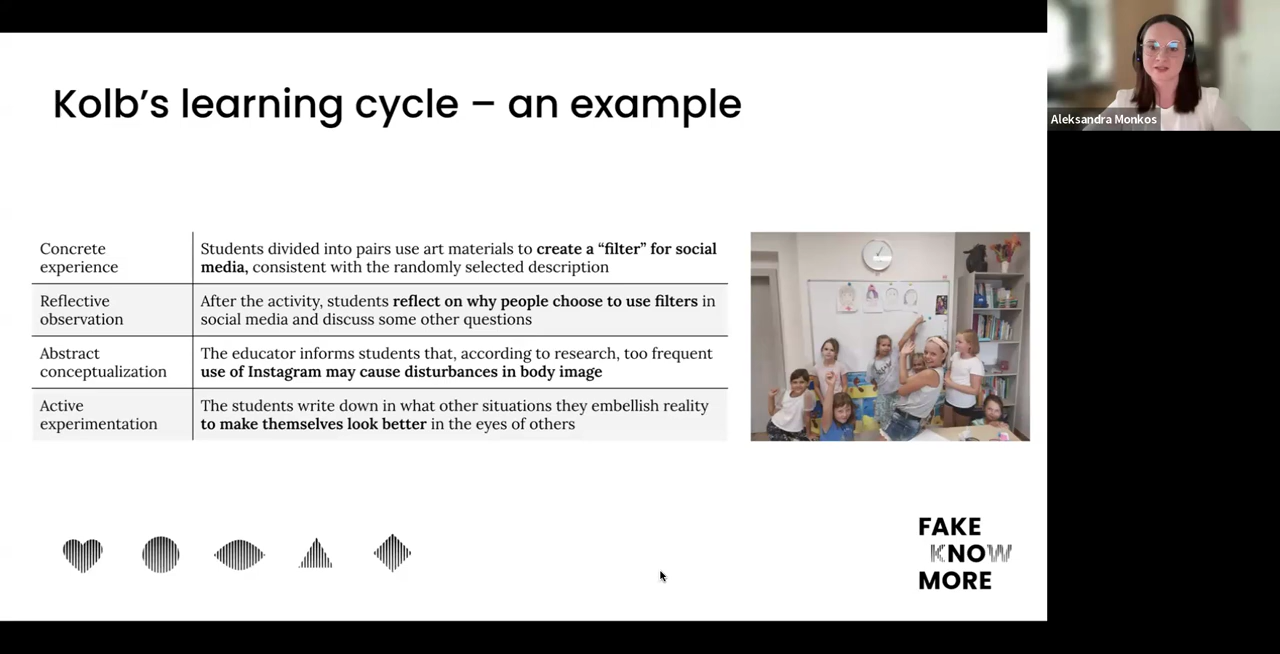 Kolb’s learning cycle – an example
Aleksandra Monkos
Concrete
experience
Students divided into pairs use art materials to create a “filter” for social
media, consistent with the randomly selected description
Reflective
observation
After the activity, students reflect on why people choose to use filters in
social media and discuss some other questions
Abstract
conceptualization
The educator informs students that, according to research, too frequent
use of Instagram may cause disturbances in body image
Active
experimentation
The students write down in what other situations they embellish reality
to make themselves look better in the eyes of others
FAKE
KNOW
MORE